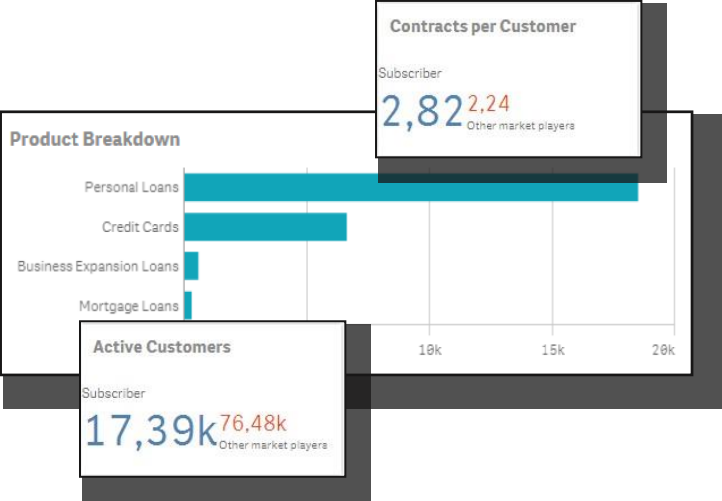 Contracts per Customer
Subscriber
2,82 2,24
Other market players
Product Breakdown
Personal Loans
Credit Cards
Business Expansion Loans
Mortgage Loans
10k 15k 20k
Active Customers
Subscriber
17,39k 76,48k
Other market players